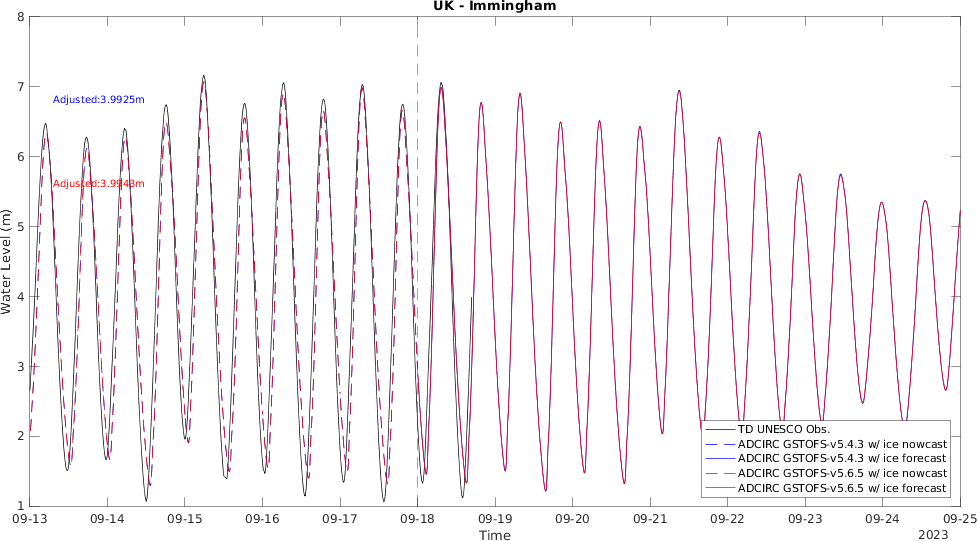 UK - Immingham
8
7
6
5
4
3
2
1
Water Level (m)
Adjusted:3.9925m
Adjusted:3.9943m
TD UNESCO Obs.
ADCIRC GSTOFS-v5.4.3 w/ ice nowcast
ADCIRC GSTOFS-v5.4.3 w/ ice forecast
ADCIRC GSTOFS-v5.6.5 w/ ice nowcast
ADCIRC GSTOFS-v5.6.5 w/ ice forecast
09-13 09-14 09-15 09-16 09-17 09-18 09-19 09-20 09-21 09-22 09-23 09-24 09-25
Time
2023